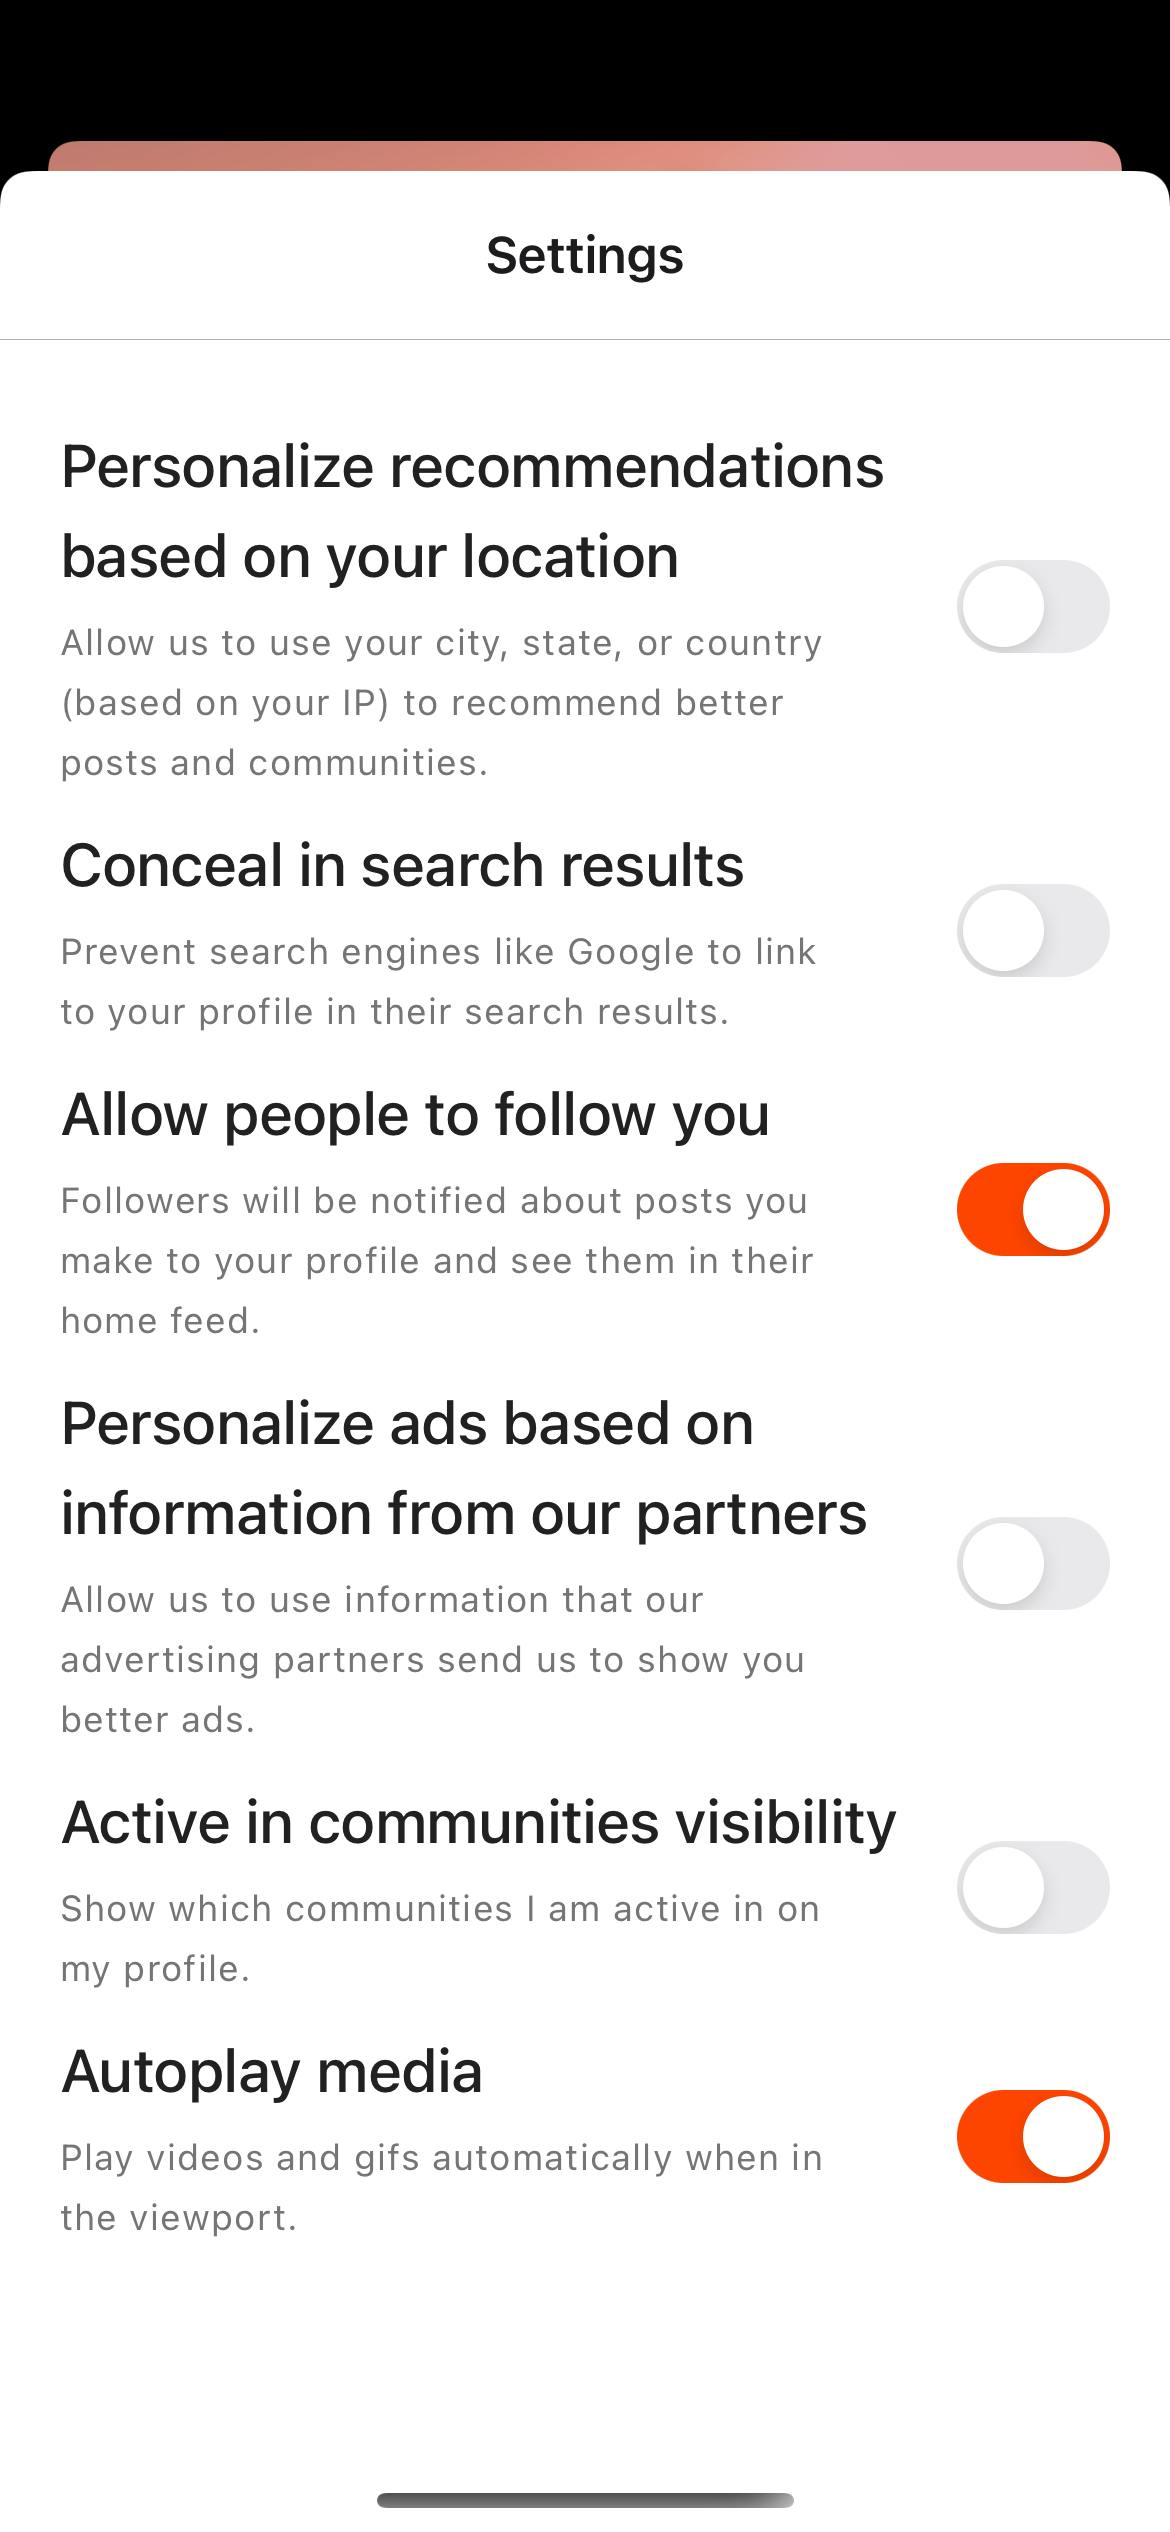 Settings
Personalize recommendations
based on your location
Allow us to use your city, state, or country
(based on your IP) to recommend better
posts and communities.
Conceal in search results
Prevent search engines like Google to link
to your profile in their search results.
Allow people to follow you
Followers will be notified about posts you
make to your profile and see them in their
home feed.
Personalize ads based on
information from our partners
Allow us to use information that our
advertising partners send us to show you
better ads.
Active in communities visibility
Show which communities I am active in on
my profile.
Autoplay media
Play videos and gifs automatically when in
the viewport.